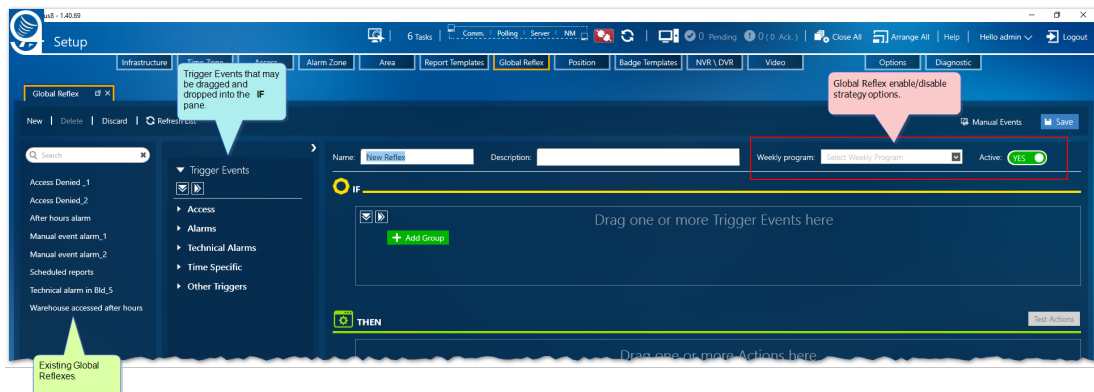 us8 - 1.40.69
Setup
6 Tasks
Comm. Polling Server NM
0 Pending
0 ( 0 Ack. )
Close All
Arrange All
Help
Hello admin
Logout
Infrastructure
Time Zone
Access
Alarm Zone
Area
Report Templates
Global Reflex
Position
Badge Templates
NVR \ DVR
Video
Options
Diagnostic
Trigger Events that may
be dragged and
dropped into the IF
pane.
Global Reflex enable/disable
strategy options.
Global Reflex
New
Delete
Discard
Refresh List
Manual Events
Save
Search
Access Denied _1
Access Denied_2
After hours alarm
Manual event alarm_1
Manual event alarm_2
Scheduled reports
Technical alarm in Bld_5
Warehouse accessed after hours
Trigger Events
Access
Alarms
Technical Alarms
Time Specific
Other Triggers
Name:
New Reflex
Description:
Weekly program:
Select Weekly Program
Active:
YES
IF
Drag one or more Trigger Events here
Add Group
THEN
Test Actions
Drag one or more Actions here
Existing Global
Reflexes.